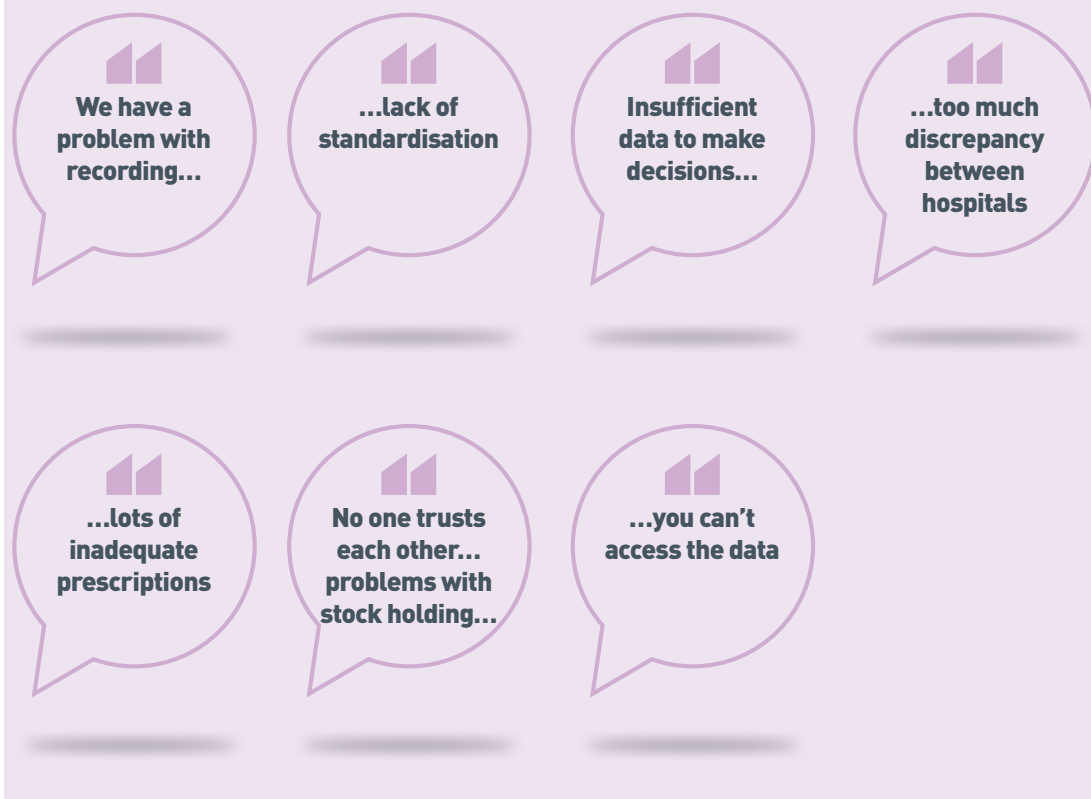 We have a
problem with
recording…
…lack of
standardisation
Insufficient
data to make
decisions…
…too much
discrepancy
between
hospitals
…lots of
inadequate
prescriptions
No one trusts
each other…
problems with
stock holding…
…you can’t
access the data